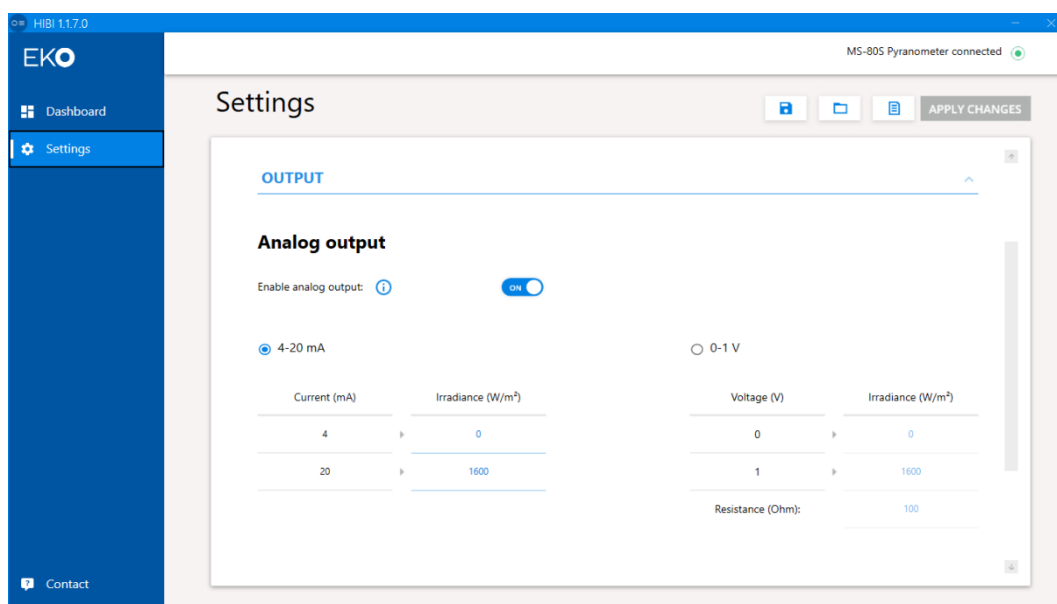 HIBI 1.1.7.0
EKO
MS-80S Pyranometer connected
Dashboard
Settings
Contact
Settings
APPLY CHANGES
OUTPUT
Analog output
Enable analog output: i ON
4-20 mA
Current (mA) Irradiance (W/m²)
4 0
20 1600
0-1 V
Voltage (V) Irradiance (W/m²)
0 0
1 1600
Resistance (Ohm): 100